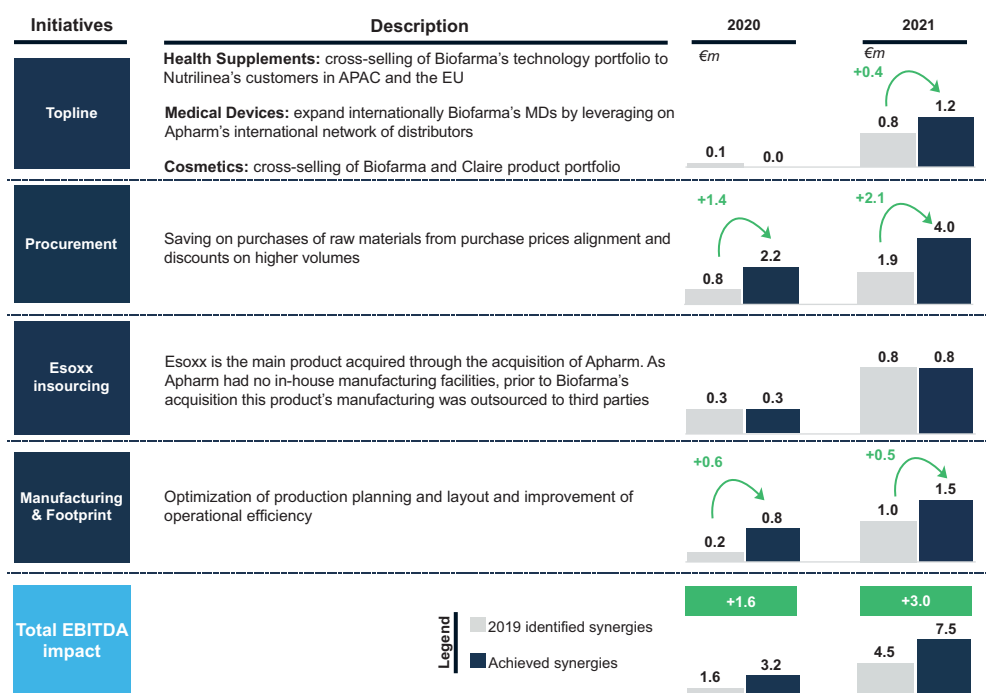 Initiatives
Description
2020
2021
€m
€m
Topline
Health Supplements: cross-selling of Biofarma's technology portfolio to
Nutrilinea's customers in APAC and the EU
Medical Devices: expand internationally Biofarma's MDs by leveraging on
Apharm's international network of distributors
Cosmetics: cross-selling of Biofarma and Claire product portfolio
0.1
0.0
+0.4
0.8
1.2
Procurement
Saving on purchases of raw materials from purchase prices alignment and
discounts on higher volumes
+1.4
0.8
2.2
+2.1
1.9
4.0
Esoxx
insourcing
Esoxx is the main product acquired through the acquisition of Apharm. As
Apharm had no in-house manufacturing facilities, prior to Biofarma's
acquisition this product's manufacturing was outsourced to third parties
0.3
0.3
0.8
0.8
Manufacturing
& Footprint
Optimization of production planning and layout and improvement of
operational efficiency
+0.6
0.2
0.8
+0.5
1.0
1.5
Total EBITDA
impact
Legend
2019 identified synergies
Achieved synergies
+1.6
1.6
3.2
+3.0
4.5
7.5